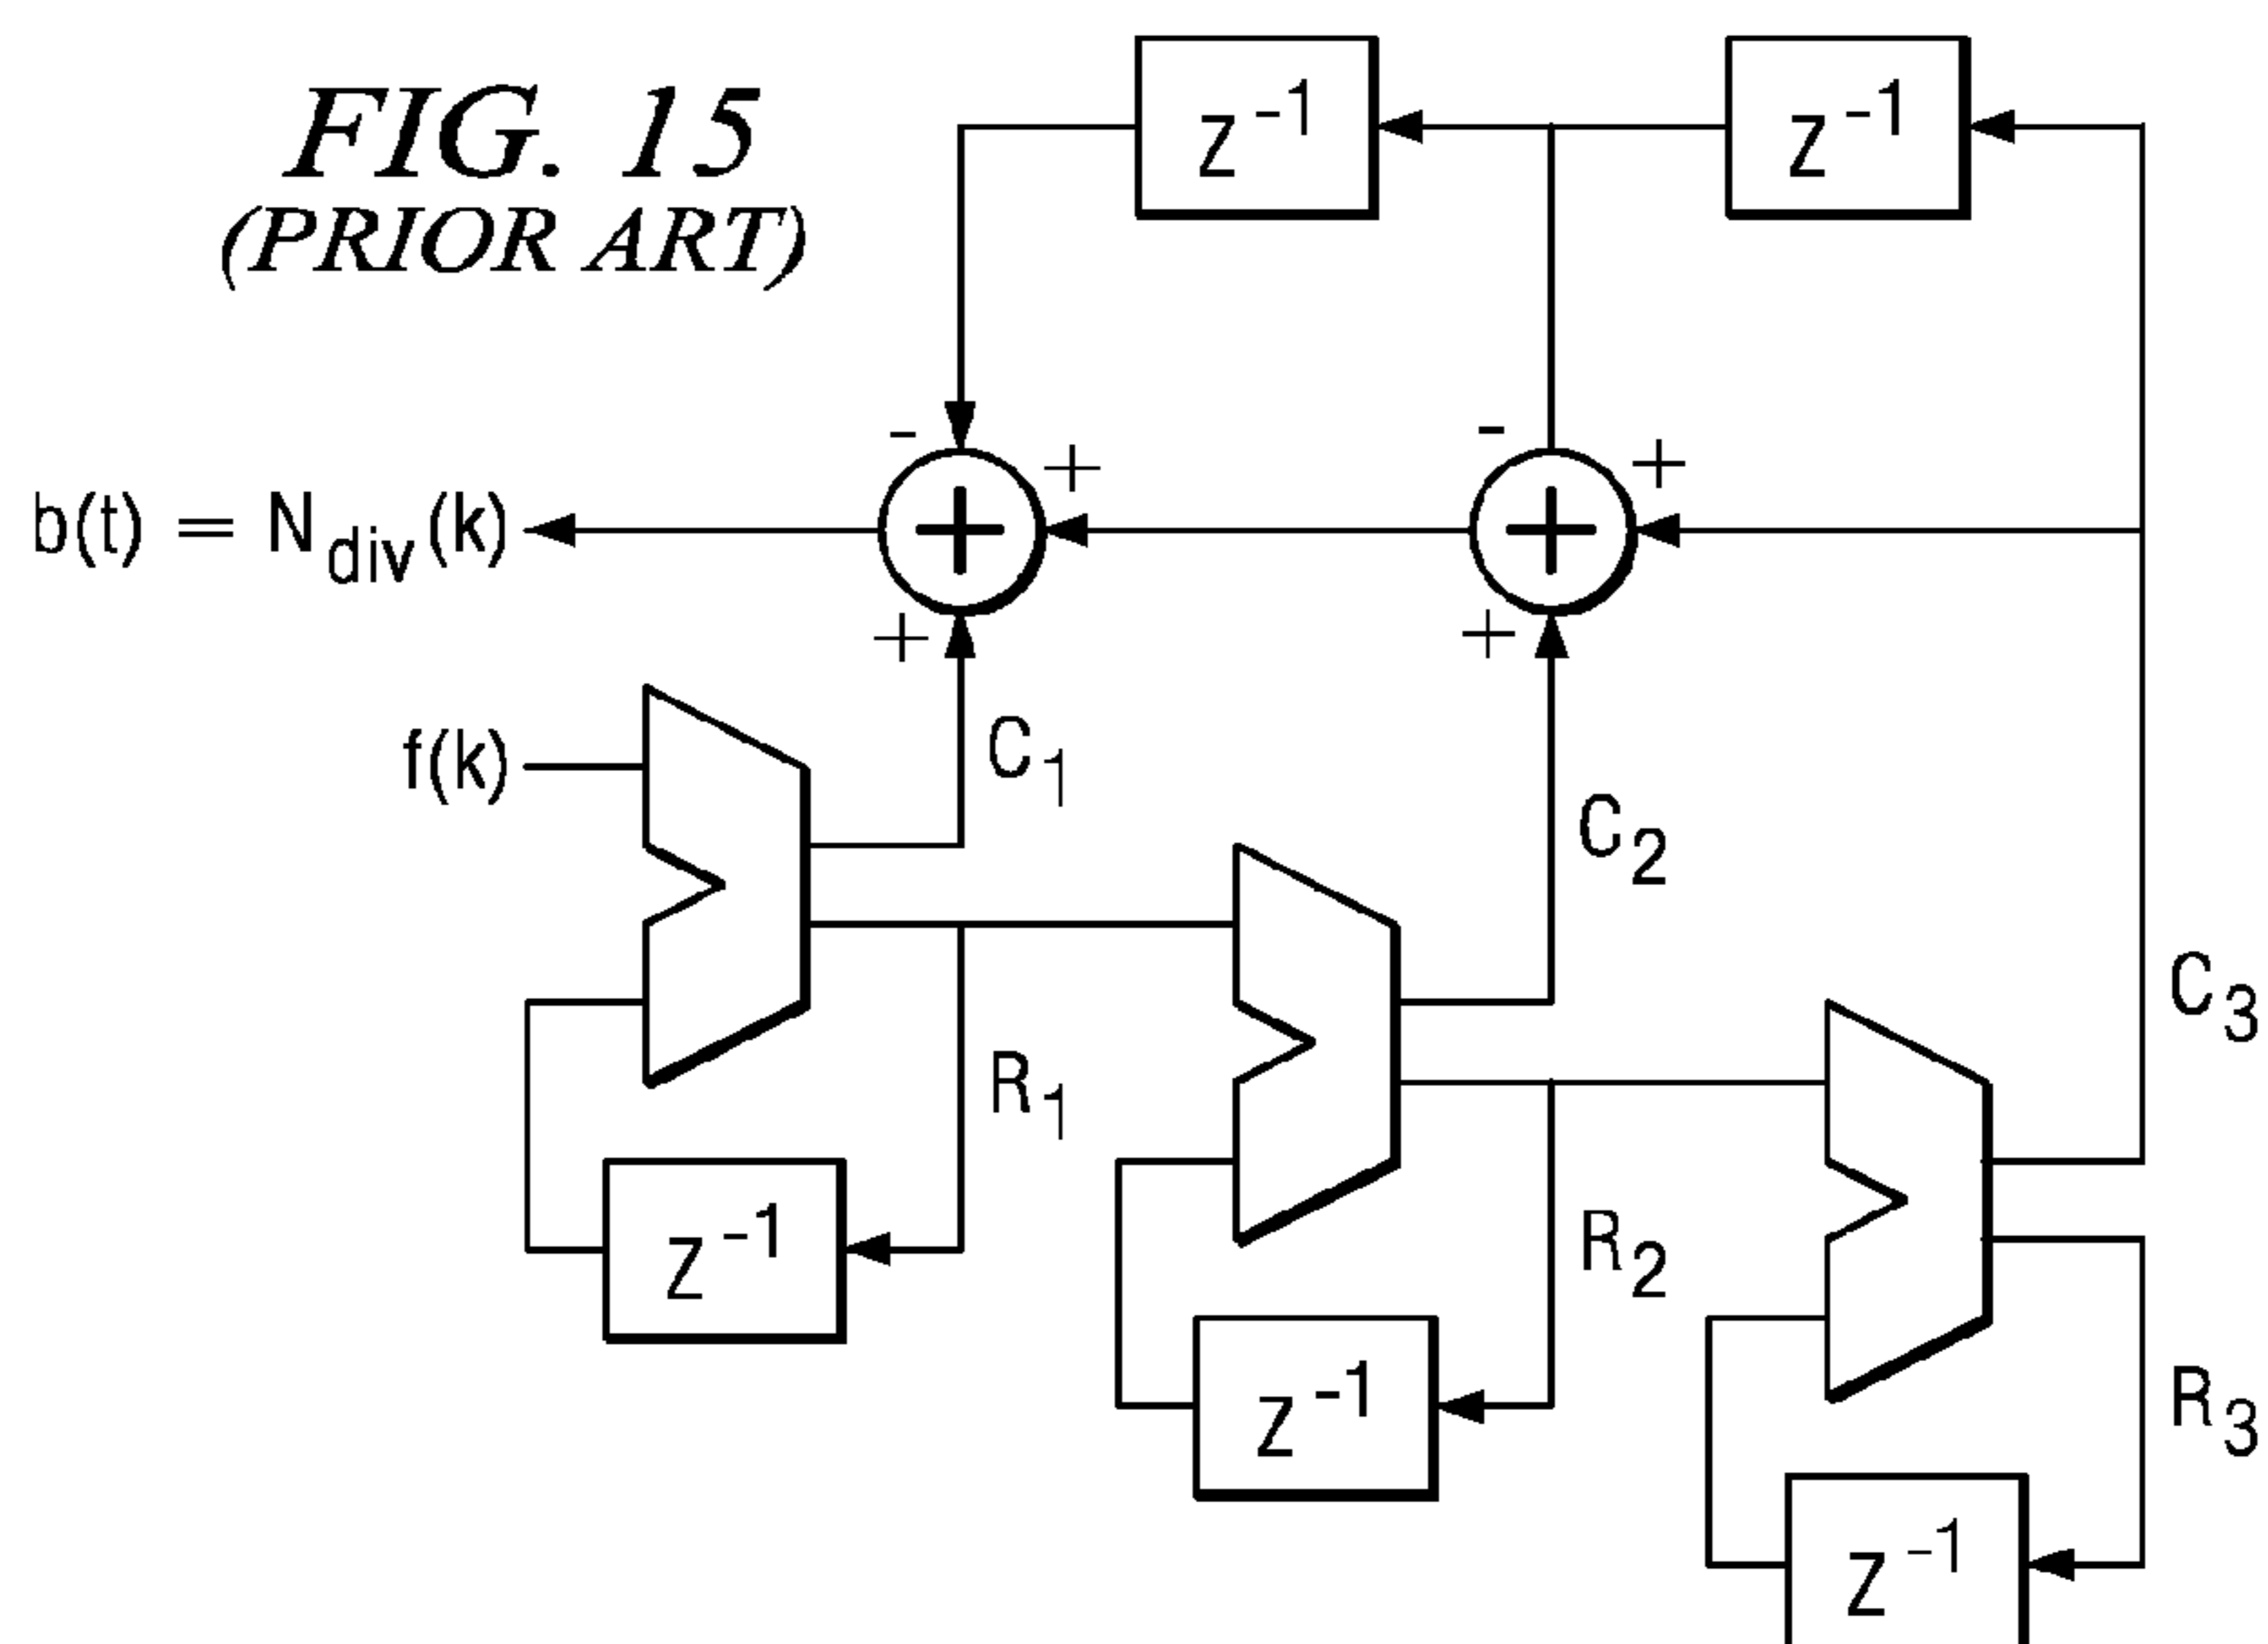 FIG. 15
(PRIOR ART)
z⁻¹
z⁻¹
- +
- +
b(t) = N_div(k)
+
+
+
+
f(k)
C₁
C₂
C₃
R₁
z⁻¹
R₂
z⁻¹
R₃
z⁻¹